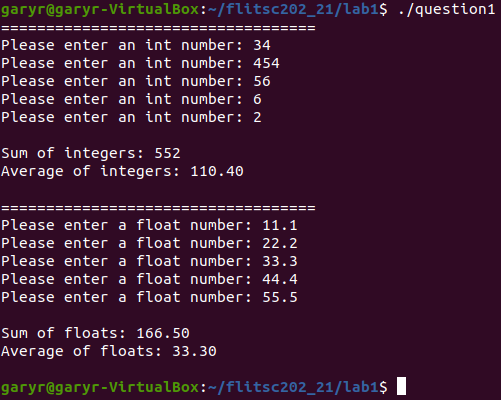 garyr@garyr-VirtualBox:~/flitsc202_21/lab1$ ./question1
===================================
Please enter an int number: 34
Please enter an int number: 454
Please enter an int number: 56
Please enter an int number: 6
Please enter an int number: 2
Sum of integers: 552
Average of integers: 110.40
===================================
Please enter a float number: 11.1
Please enter a float number: 22.2
Please enter a float number: 33.3
Please enter a float number: 44.4
Please enter a float number: 55.5
Sum of floats: 166.50
Average of floats: 33.30
garyr@garyr-VirtualBox:~/flitsc202_21/lab1$